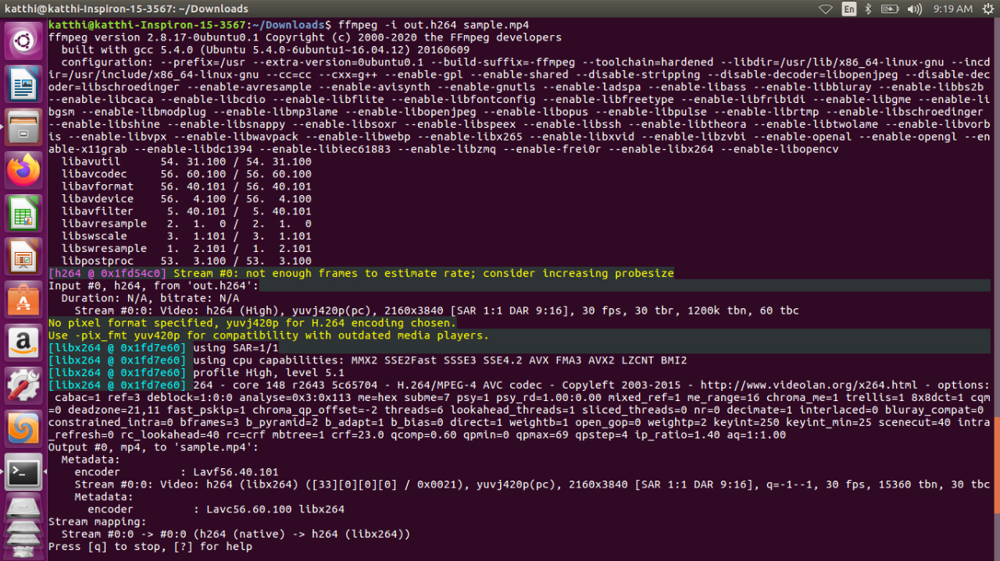 katthi@katthi-Inspiron-15-3567: ~/Downloads
En
9:19 AM
katthi@katthi-Inspiron-15-3567:~/Downloads$ ffmpeg -i out.h264 sample.mp4
ffmpeg version 2.8.17-0ubuntu0.1 Copyright (c) 2000-2020 the FFmpeg developers
  built with gcc 5.4.0 (Ubuntu 5.4.0-6ubuntu1~16.04.12) 20160609
  configuration: --prefix=/usr --extra-version=0ubuntu0.1 --build-suffix=-ffmpeg --toolchain=hardened --libdir=/usr/lib/x86_64-linux-gnu --incd
ir=/usr/include/x86_64-linux-gnu --cc=cc --cxx=g++ --enable-gpl --enable-shared --disable-stripping --disable-decoder=libopenjpeg --disable-dec
oder=libschroedinger --enable-avresample --enable-avisynth --enable-gnutls --enable-ladspa --enable-libass --enable-libbluray --enable-libbs2b
--enable-libcaca --enable-libcdio --enable-libflite --enable-libfontconfig --enable-libfreetype --enable-libfribidi --enable-libgme --enable-li
bgsm --enable-libmodplug --enable-libmp3lame --enable-libopenjpeg --enable-libopus --enable-libpulse --enable-librtmp --enable-libschroedinger
--enable-libshine --enable-libsnappy --enable-libsoxr --enable-libspeex --enable-libssh --enable-libtheora --enable-libtwolame --enable-libvorb
is --enable-libvpx --enable-libwavpack --enable-libwebp --enable-libx265 --enable-libxvid --enable-libzvbi --enable-openal --enable-opengl --en
able-x11grab --enable-libdc1394 --enable-libiec61883 --enable-libzmq --enable-frei0r --enable-libx264 --enable-libopencv
  libavutil      54. 31.100 / 54. 31.100
  libavcodec     56. 60.100 / 56. 60.100
  libavformat    56. 40.101 / 56. 40.101
  libavdevice    56.  4.100 / 56.  4.100
  libavfilter     5. 40.101 /  5. 40.101
  libavresample   2.  1.  0 /  2.  1.  0
  libswscale      3.  1.101 /  3.  1.101
  libswresample   1.  2.101 /  1.  2.101
  libpostproc    53.  3.100 / 53.  3.100
[h264 @ 0x1fd54c0] Stream #0: not enough frames to estimate rate; consider increasing probesize
Input #0, h264, from 'out.h264':
  Duration: N/A, bitrate: N/A
    Stream #0:0: Video: h264 (High), yuvj420p(pc), 2160x3840 [SAR 1:1 DAR 9:16], 30 fps, 30 tbr, 1200k tbn, 60 tbc
No pixel format specified, yuvj420p for H.264 encoding chosen.
Use -pix_fmt yuv420p for compatibility with outdated media players.
[libx264 @ 0x1fd7e60] using SAR=1/1
[libx264 @ 0x1fd7e60] using cpu capabilities: MMX2 SSE2Fast SSSE3 SSE4.2 AVX FMA3 AVX2 LZCNT BMI2
[libx264 @ 0x1fd7e60] profile High, level 5.1
[libx264 @ 0x1fd7e60] 264 - core 148 r2643 5c65704 - H.264/MPEG-4 AVC codec - Copyleft 2003-2015 - http://www.videolan.org/x264.html - options:
 cabac=1 ref=3 deblock=1:0:0 analyse=0x3:0x113 me=hex subme=7 psy=1 psy_rd=1.00:0.00 mixed_ref=1 me_range=16 chroma_me=1 trellis=1 8x8dct=1 cqm
=0 deadzone=21,11 fast_pskip=1 chroma_qp_offset=-2 threads=6 lookahead_threads=1 sliced_threads=0 nr=0 decimate=1 interlaced=0 bluray_compat=0
constrained_intra=0 bframes=3 b_pyramid=2 b_adapt=1 b_bias=0 direct=1 weightb=1 open_gop=0 weightp=2 keyint=250 keyint_min=25 scenecut=40 intra
_refresh=0 rc_lookahead=40 rc=crf mbtree=1 crf=23.0 qcomp=0.60 qpmin=0 qpmax=69 qpstep=4 ip_ratio=1.40 aq=1:1.00
Output #0, mp4, to 'sample.mp4':
  Metadata:
    encoder         : Lavf56.40.101
    Stream #0:0: Video: h264 (libx264) ([33][0][0][0] / 0x0021), yuvj420p(pc), 2160x3840 [SAR 1:1 DAR 9:16], q=-1--1, 30 fps, 15360 tbn, 30 tbc
    Metadata:
      encoder         : Lavc56.60.100 libx264
Stream mapping:
  Stream #0:0 -> #0:0 (h264 (native) -> h264 (libx264))
Press [q] to stop, [?] for help